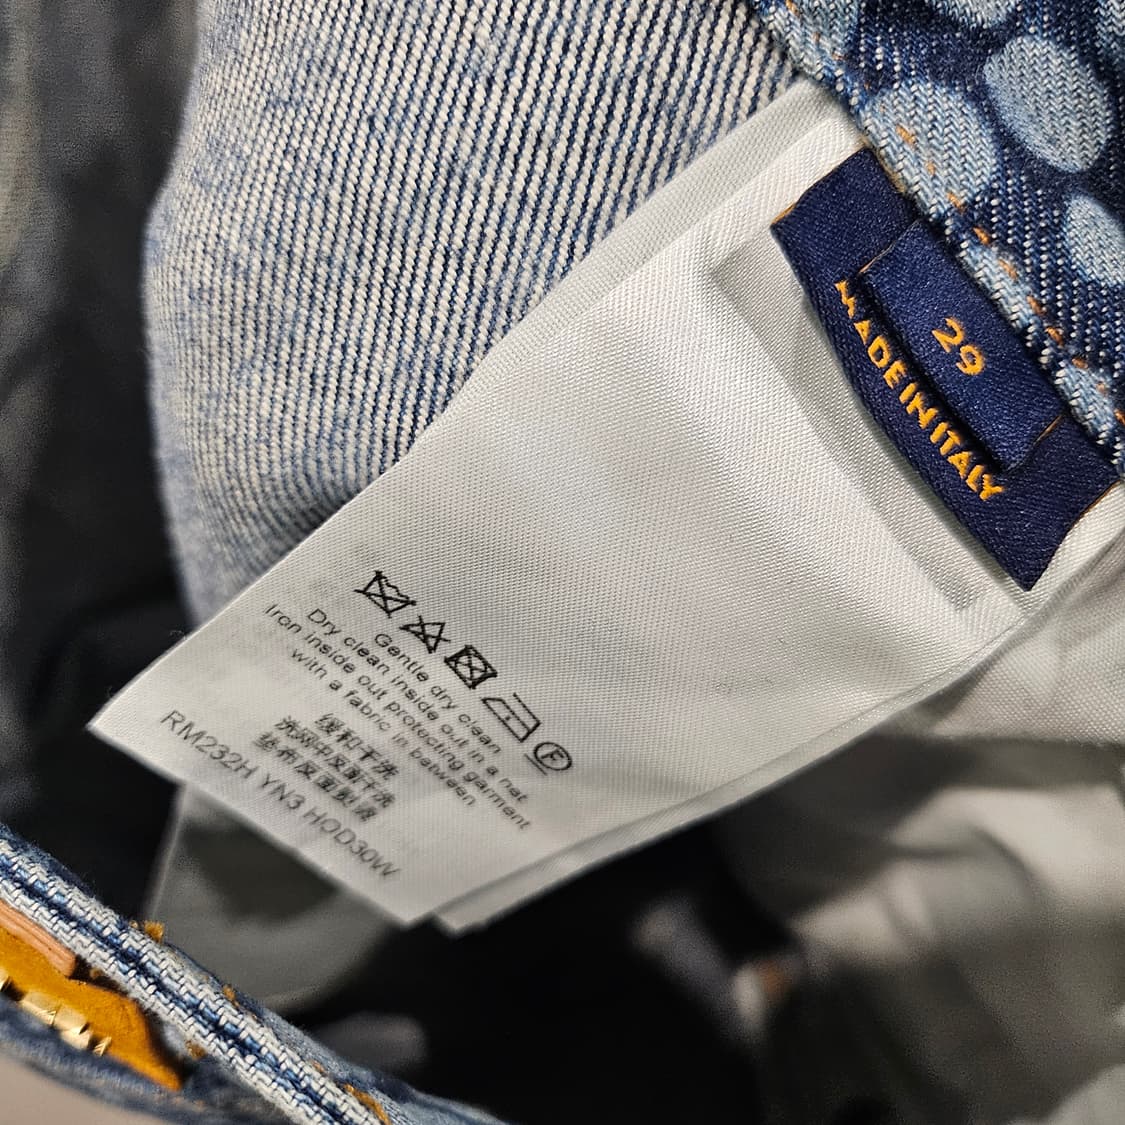 29
MADE IN ITALY
Gentle dry clean
Dry clean inside out in a net
Iron inside out protecting garment
with a fabric in between
缓和干洗
洗网中反面干洗
垫布反面熨烫
RM232H YN3 HOD30W